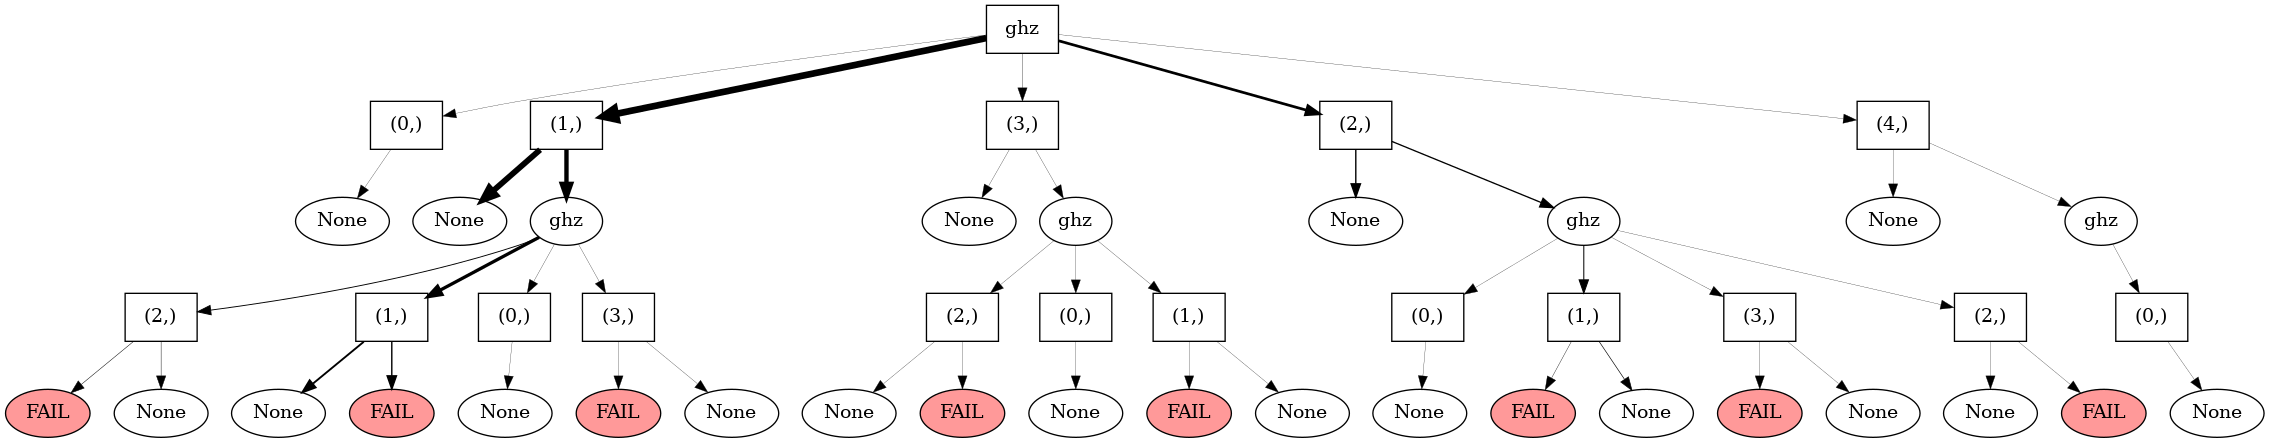 ghz
(0,) (1,) (3,) (2,) (4,)
None None ghz None ghz None ghz None ghz
(2,) (1,) (0,) (3,) (2,) (0,) (1,) (0,) (1,) (3,) (2,) (0,)
FAIL None None FAIL None FAIL None None FAIL None FAIL None None FAIL None FAIL None None FAIL None